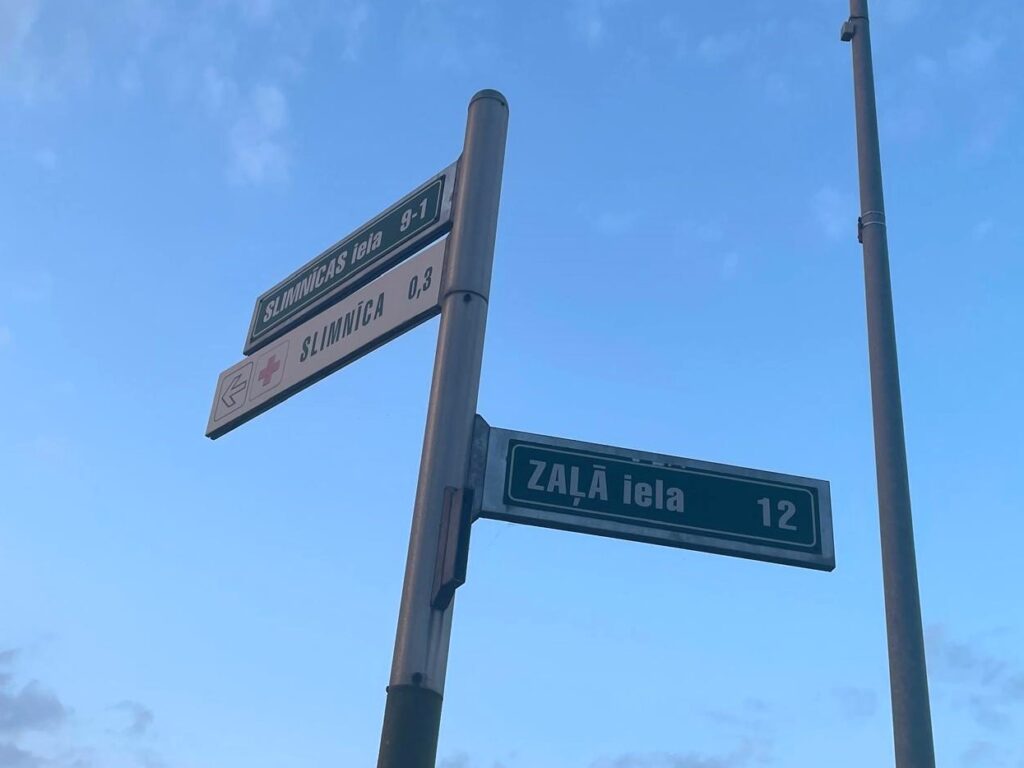 SLIMNĪCAS iela 9-1
SLIMNĪCA 0,3
ZAĻĀ iela 12